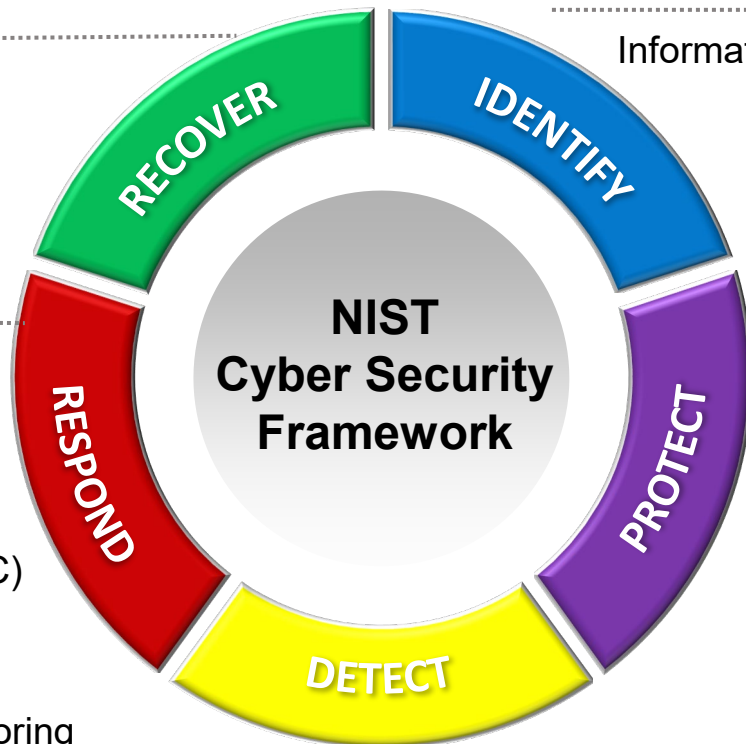 Informat
RECOVER
IDENTIFY
NIST
Cyber Security
Framework
RESPOND
PROTECT
C)
DETECT
oring